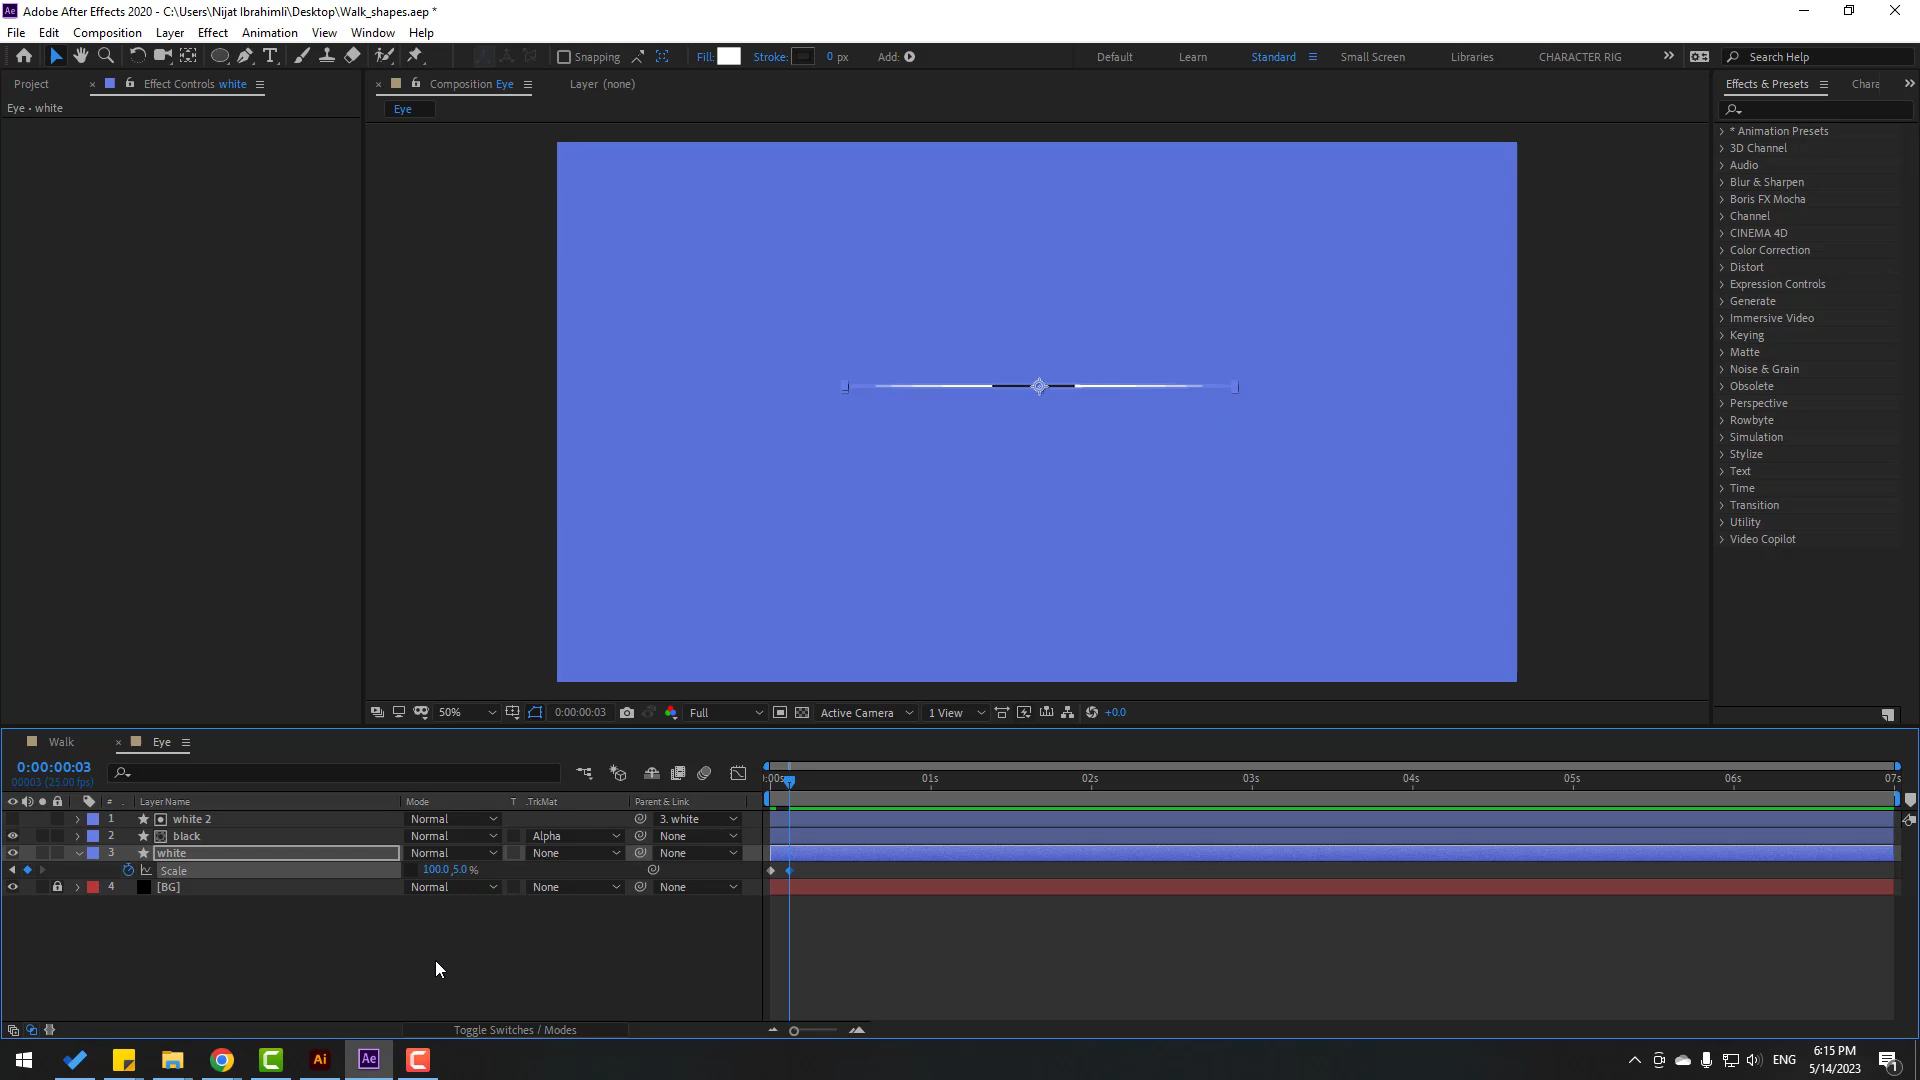 Adobe After Effects 2020 - C:\Users\Nijat Ibrahimli\Desktop\Walk_shapes.aep *
File Edit Composition Layer Effect Animation View Window Help
Snapping Fill: Stroke: 0 px Add: Default Learn Standard Small Screen Libraries CHARACTER RIG Search Help
Project Effect Controls white Composition Eye Layer (none) Effects & Presets Chara
Eye • white
Eye
* Animation Presets
3D Channel
Audio
Blur & Sharpen
Boris FX Mocha
Channel
CINEMA 4D
Color Correction
Distort
Expression Controls
Generate
Immersive Video
Keying
Matte
Noise & Grain
Obsolete
Perspective
Rowbyte
Simulation
Stylize
Text
Time
Transition
Utility
Video Copilot
50% 0:00:00:03 Full Active Camera 1 View +0.0
Walk Eye
0:00:00:03
00003 (25.00 fps)
:00s 01s 02s 03s 04s 05s 06s 07s
# Layer Name Mode T .TrkMat Parent & Link
1 white 2 Normal 3. white
2 black Normal Alpha None
3 white Normal None None
Scale 100.0,5.0 %
4 [BG] Normal None None
Toggle Switches / Modes
Ai Ae ENG 6:15 PM
5/14/2023 1